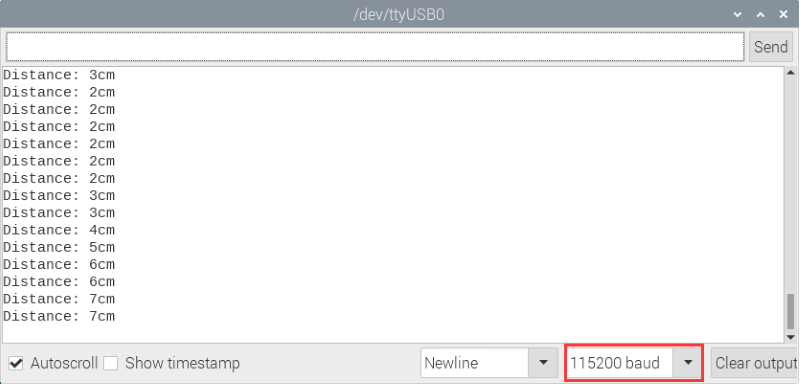 /dev/ttyUSB0
Send
Distance: 3cm
Distance: 2cm
Distance: 2cm
Distance: 2cm
Distance: 2cm
Distance: 2cm
Distance: 2cm
Distance: 3cm
Distance: 3cm
Distance: 4cm
Distance: 5cm
Distance: 6cm
Distance: 6cm
Distance: 7cm
Distance: 7cm
Autoscroll Show timestamp Newline 115200 baud Clear output